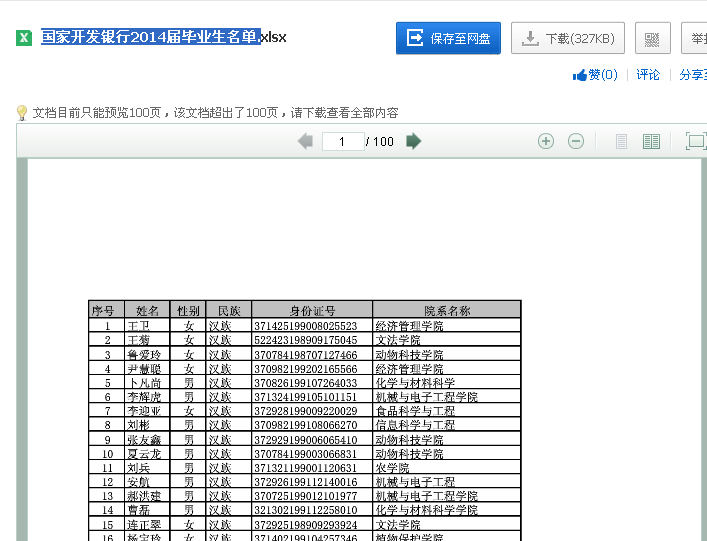 国家开发银行2014届毕业生名单.xlsx
保存至网盘
下载(327KB)
赞(0) 评论
文档目前只能预览100页，该文档超出了100页，请下载查看全部内容
1 / 100
序号 姓名 性别 民族 身份证号 院系名称
1 王卫 女 汉族 371425199008025523 经济管理学院
2 王菊 女 汉族 522423198909175045 文法学院
3 鲁爱玲 女 汉族 370784198707127466 动物科技学院
4 尹慧聪 女 汉族 370982199202165566 经济管理学院
5 卜凡尚 男 汉族 370826199107264033 化学与材料科学
6 李辉虎 男 汉族 371324199105101151 机械与电子工程学院
7 李迎亚 女 汉族 372928199009220029 食品科学与工程
8 刘彬 男 汉族 370982199108066270 信息科学与工程
9 张友鑫 男 汉族 372929199006065410 动物科技学院
10 夏云龙 男 汉族 370784199003066831 动物科技学院
11 刘兵 男 汉族 371321199001120631 农学院
12 安航 男 汉族 372926199112140016 机械与电子工程
13 郝洪建 男 汉族 370725199012101977 机械与电子工程学院
14 曹磊 男 汉族 321302199112258010 化学与材料科学学院
15 连正翠 女 汉族 372925198909293924 文法学院
16 杨宝玲 女 汉族 371402199104257346 植物保护学院